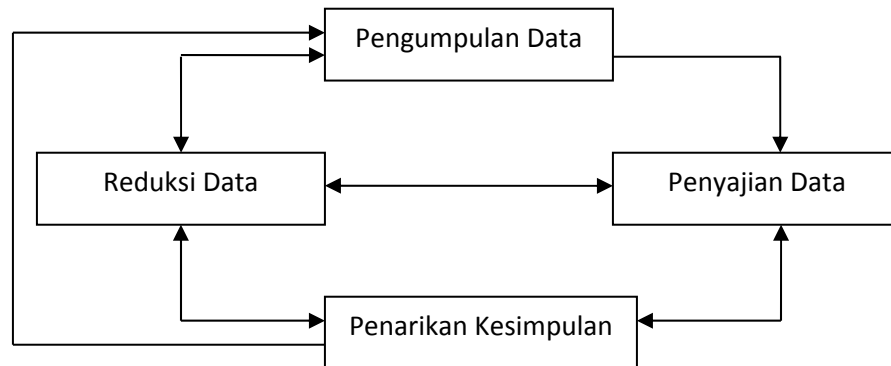 Pengumpulan Data
Reduksi Data
Penyajian Data
Penarikan Kesimpulan